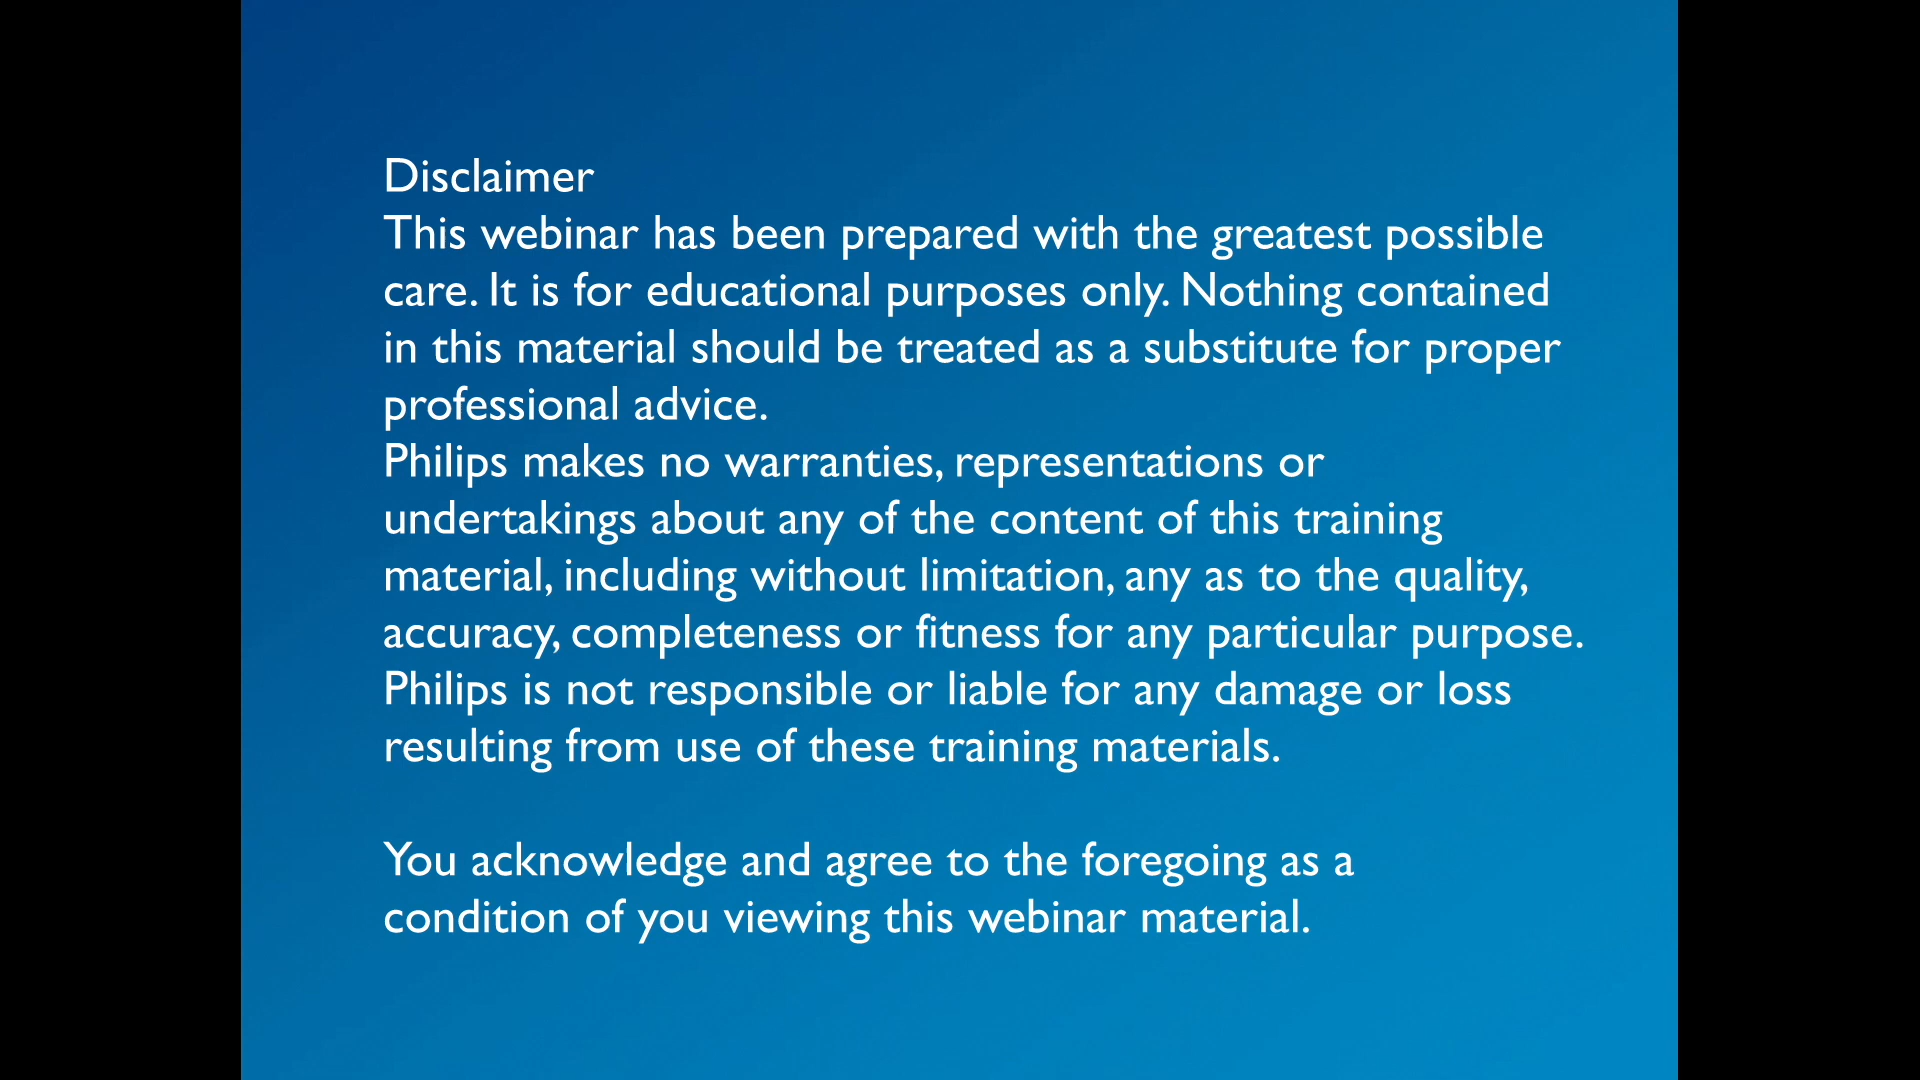 Disclaimer
This webinar has been prepared with the greatest possible
care. It is for educational purposes only. Nothing contained
in this material should be treated as a substitute for proper
professional advice.
Philips makes no warranties, representations or
undertakings about any of the content of this training
material, including without limitation, any as to the quality,
accuracy, completeness or fitness for any particular purpose.
Philips is not responsible or liable for any damage or loss
resulting from use of these training materials.
You acknowledge and agree to the foregoing as a
condition of you viewing this webinar material.